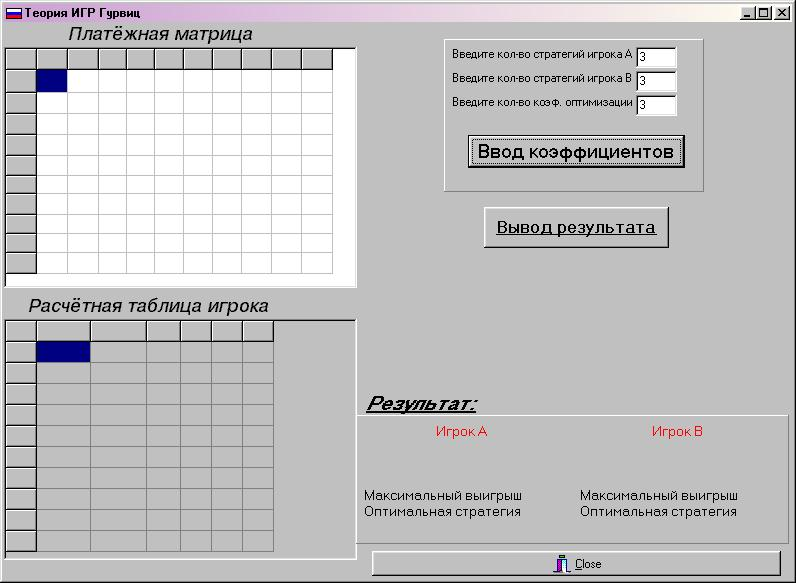 Теория ИГР Гурвиц
Платёжная матрица
Введите кол-во стратегий игрока А 3
Введите кол-во стратегий игрока В 3
Введите кол-во коэф. оптимизации 3
Ввод коэффициентов
Вывод результата
Расчётная таблица игрока
Результат:
Игрок А Игрок В
Максимальный выигрыш Максимальный выигрыш
Оптимальная стратегия Оптимальная стратегия
Close